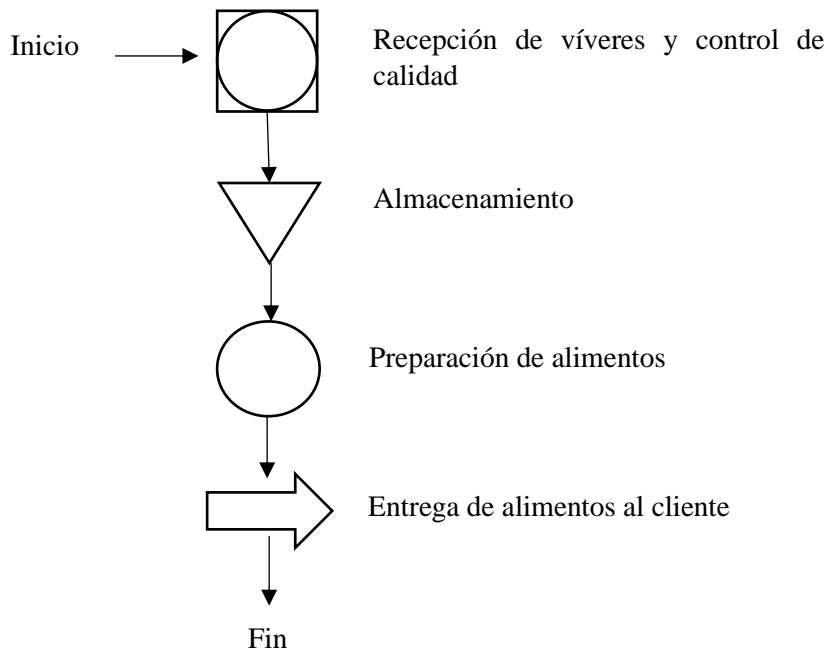 Inicio
Recepción de víveres y control de
calidad
Almacenamiento
Preparación de alimentos
Entrega de alimentos al cliente
Fin